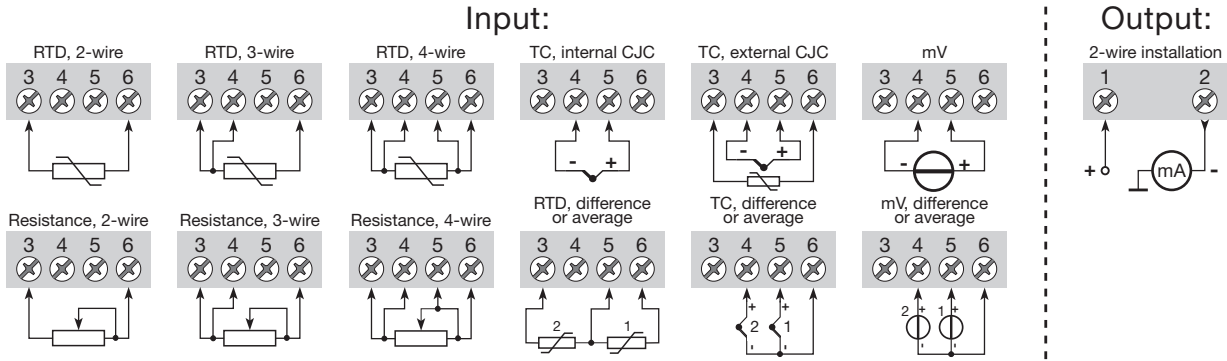 Input:
Output:
RTD, 2-wire
3 4 5 6
RTD, 3-wire
3 4 5 6
RTD, 4-wire
3 4 5 6
TC, internal CJC
3 4 5 6
- +
TC, external CJC
3 4 5 6
- +
mV
3 4 5 6
- +
2-wire installation
1 2
+ mA -
Resistance, 2-wire
3 4 5 6
Resistance, 3-wire
3 4 5 6
Resistance, 4-wire
3 4 5 6
RTD, difference
or average
3 4 5 6
2 1
TC, difference
or average
3 4 5 6
+ +
2 1
- -
mV, difference
or average
3 4 5 6
2 + 1 +
- -